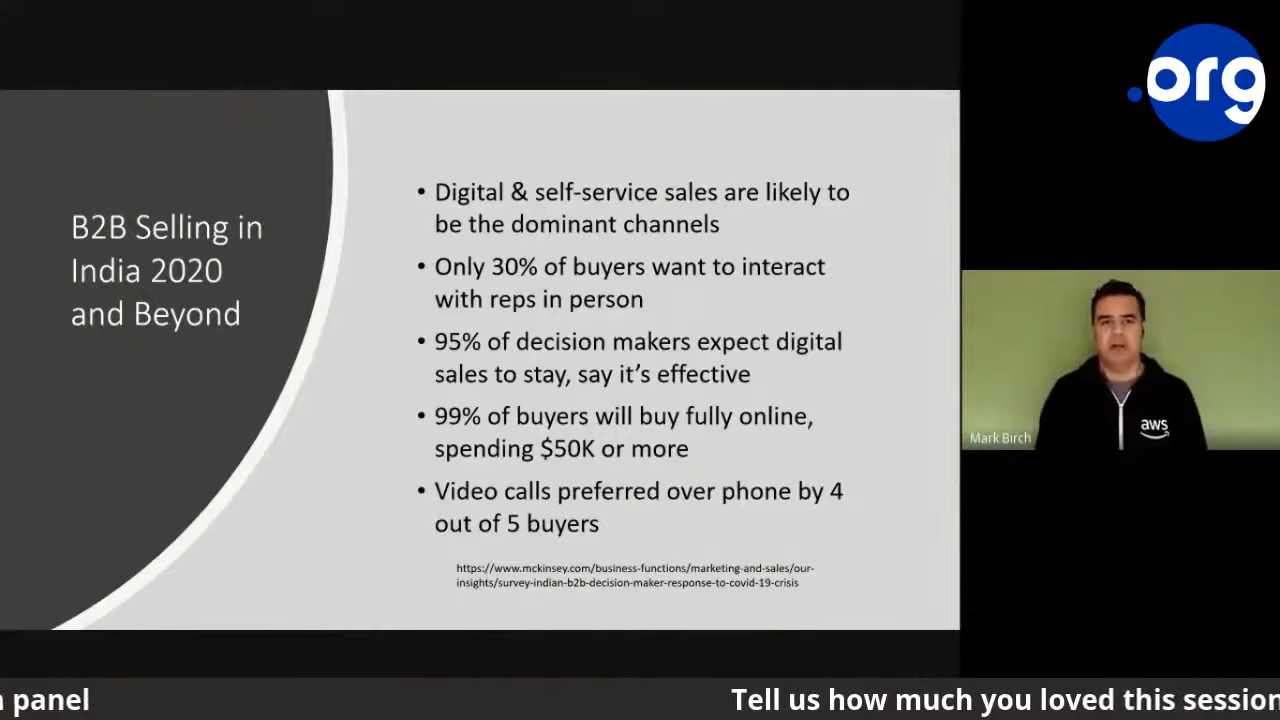 .org
B2B Selling in
India 2020
and Beyond
• Digital & self-service sales are likely to
be the dominant channels
• Only 30% of buyers want to interact
with reps in person
• 95% of decision makers expect digital
sales to stay, say it’s effective
• 99% of buyers will buy fully online,
spending $50K or more
• Video calls preferred over phone by 4
out of 5 buyers
https://www.mckinsey.com/business-functions/marketing-and-sales/our-
insights/survey-indian-b2b-decision-maker-response-to-covid-19-crisis
aws
Mark Birch
panel
Tell us how much you loved this session